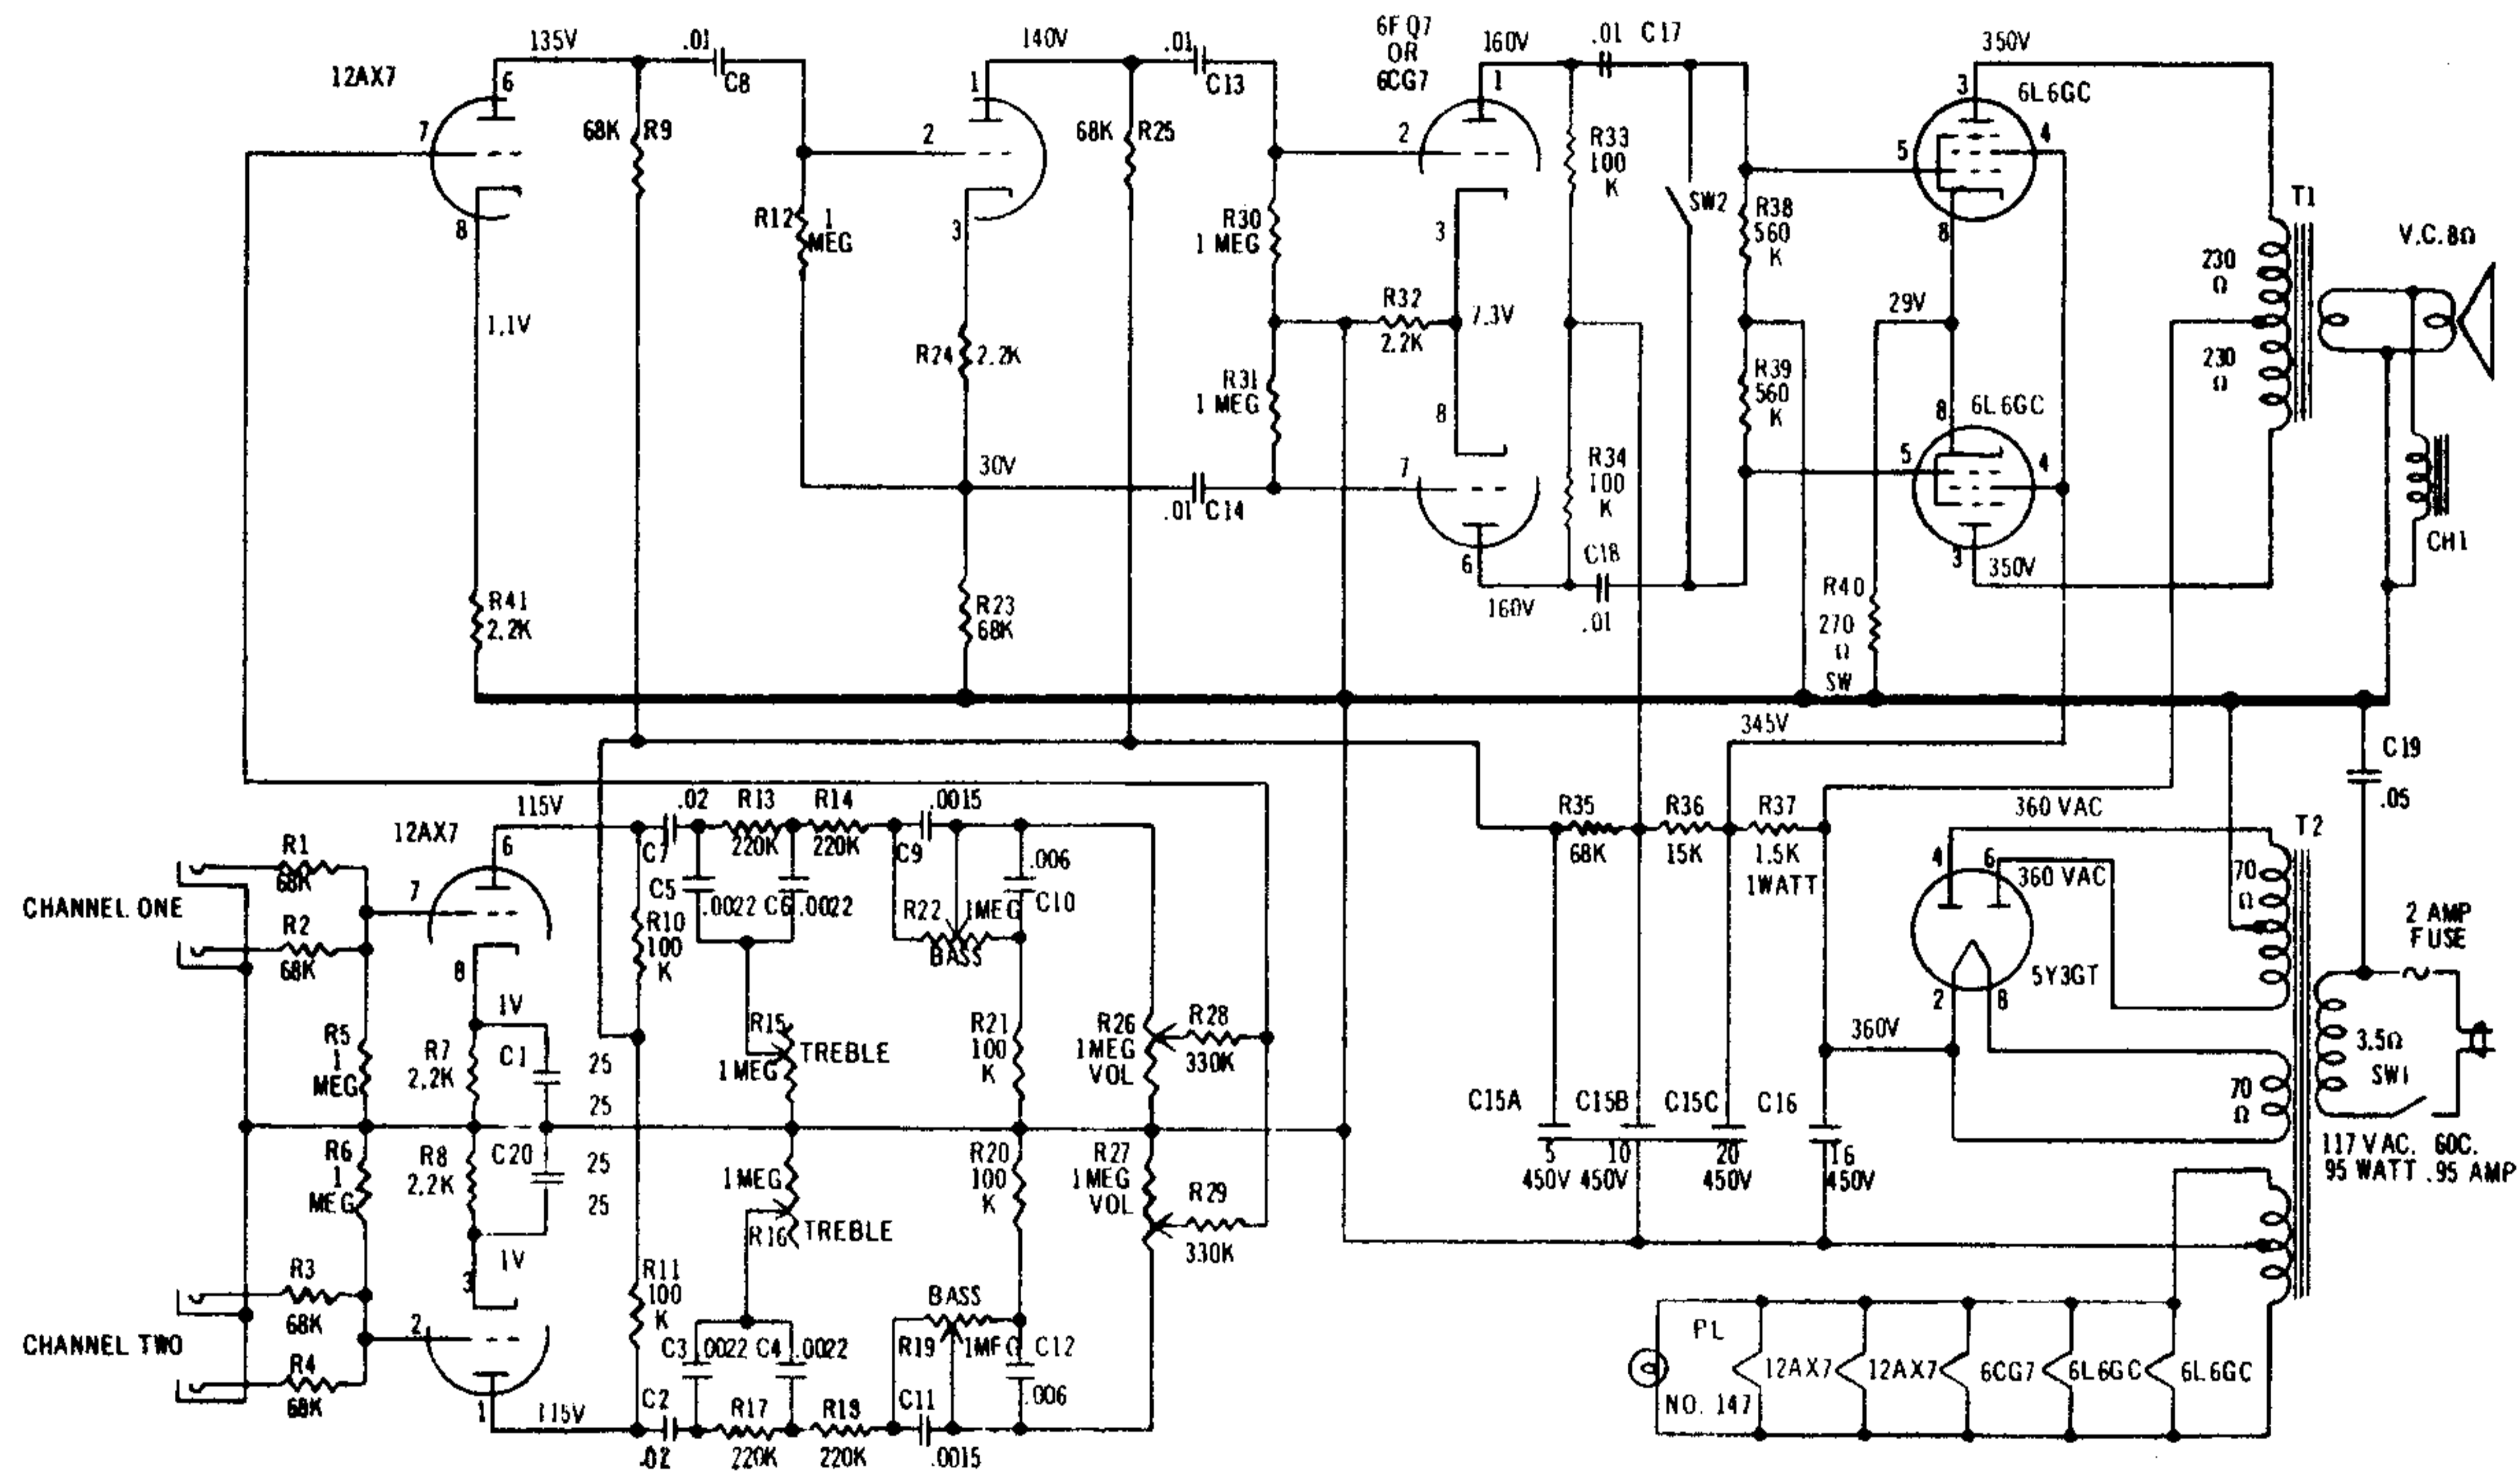 12AX7
135V
6
7
8
1.1V
R41
2.2K
68K R9
.01
C8
R12 1
MEG
140V
1
2
3
R24 2.2K
30V
R23
68K
68K R25
.01
C13
.01 C14
R30
1 MEG
R31
1 MEG
R32
2.2K
6FQ7
OR
6CG7
160V
1
2
3
7.3V
8
7
6
160V
.01 C17
R33
100
K
R34
100
K
C18
.01
SW2
R38
560
K
R39
560
K
350V
3
6L6GC
4
5
8
29V
8
6L6GC
5
4
3
350V
R40
270
Ω
SW
T1
230
Ω
230
Ω
V.C.8Ω
CH1
345V
C19
.05
CHANNEL ONE
R1
68K
R2
68K
R5
1
MEG
R6
1
MEG
CHANNEL TWO
R3
68K
R4
68K
12AX7
115V
6
7
8
1V
R7
2.2K
C1
25
25
R8
2.2K
C20
25
25
1V
3
2
1
115V
.02
C7
R13
220K
R14
220K
C9
.0015
C5
.0022
C6
.0022
R10
100
K
R22
1MEG
BASS
.006
C10
R15
1MEG
TREBLE
R21
100
K
R26
1MEG
VOL
R28
330K
1MEG
R16
TREBLE
R20
100
K
R27
1MEG
VOL
R29
330K
R11
100
K
C3
.0022
C4
.0022
BASS
R19
C12
.006
C2
.02
R17
220K
R18
220K
C11
.0015
R35
68K
R36
15K
R37
1.5K
1WATT
C15A
5
450V
C15B
10
450V
C15C
20
450V
C16
16
450V
360 VAC
4
6
360 VAC
5Y3GT
2
8
360V
T2
70
Ω
70
Ω
2 AMP
FUSE
3.5Ω
SW1
117 VAC. 60C.
95 WATT .95 AMP
PL
NO. 147
12AX7
12AX7
6CG7
6L6GC
6L6GC